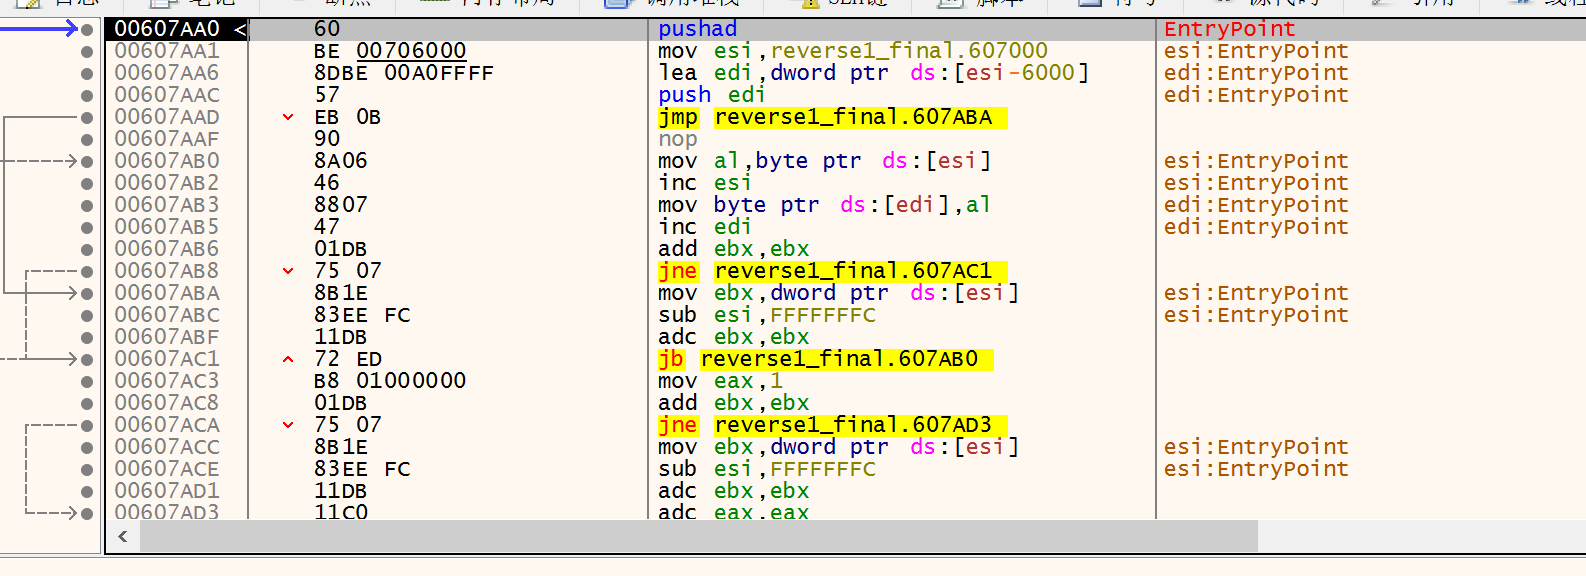 00607AA0 < 60 pushad EntryPoint
00607AA1 BE 00706000 mov esi,reverse1_final.607000 esi:EntryPoint
00607AA6 8DBE 00A0FFFF lea edi,dword ptr ds:[esi-6000] edi:EntryPoint
00607AAC 57 push edi edi:EntryPoint
00607AAD EB 0B jmp reverse1_final.607ABA
00607AAF 90 nop
00607AB0 8A06 mov al,byte ptr ds:[esi] esi:EntryPoint
00607AB2 46 inc esi esi:EntryPoint
00607AB3 8807 mov byte ptr ds:[edi],al edi:EntryPoint
00607AB5 47 inc edi edi:EntryPoint
00607AB6 01DB add ebx,ebx
00607AB8 75 07 jne reverse1_final.607AC1
00607ABA 8B1E mov ebx,dword ptr ds:[esi] esi:EntryPoint
00607ABC 83EE FC sub esi,FFFFFFFC esi:EntryPoint
00607ABF 11DB adc ebx,ebx
00607AC1 72 ED jb reverse1_final.607AB0
00607AC3 B8 01000000 mov eax,1
00607AC8 01DB add ebx,ebx
00607ACA 75 07 jne reverse1_final.607AD3
00607ACC 8B1E mov ebx,dword ptr ds:[esi] esi:EntryPoint
00607ACE 83EE FC sub esi,FFFFFFFC esi:EntryPoint
00607AD1 11DB adc ebx,ebx
00607AD3 11C0 adc eax,eax